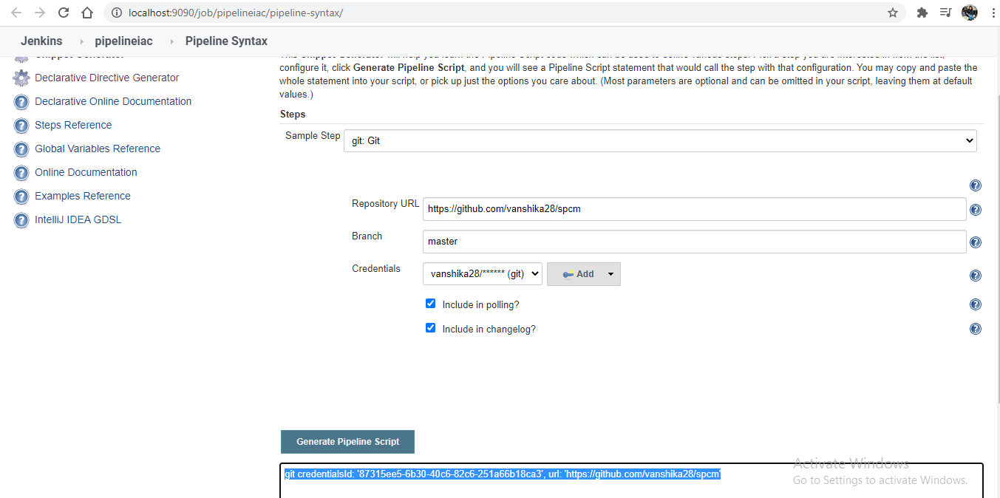 localhost:9090/job/pipelineiac/pipeline-syntax/
Jenkins
pipelineiac
Pipeline Syntax
Declarative Directive Generator
Declarative Online Documentation
Steps Reference
Global Variables Reference
Online Documentation
Examples Reference
IntelliJ IDEA GDSL
configure it, click Generate Pipeline Script, and you will see a Pipeline Script statement that would call the step with that configuration. You may copy and paste the
whole statement into your script, or pick up just the options you care about. (Most parameters are optional and can be omitted in your script, leaving them at default
values.)
Steps
Sample Step
git: Git
Repository URL
https://github.com/vanshika28/spcm
Branch
master
Credentials
vanshika28/****** (git)
Add
Include in polling?
Include in changelog?
Generate Pipeline Script
git credentialsId: '87315ee5-6b30-40c6-82c6-251a66b18ca3', url: 'https://github.com/vanshika28/spcm'
Activate Windows
Go to Settings to activate Windows.